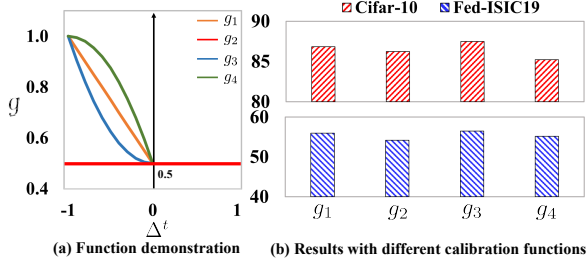 1.0
0.8
0.6
0.4
g
g1
g2
g3
g4
0.5
-1
0
1
Δ^t
(a) Function demonstration
Cifar-10
Fed-ISIC19
90
85
80
60
50
40
g1
g2
g3
g4
(b) Results with different calibration functions